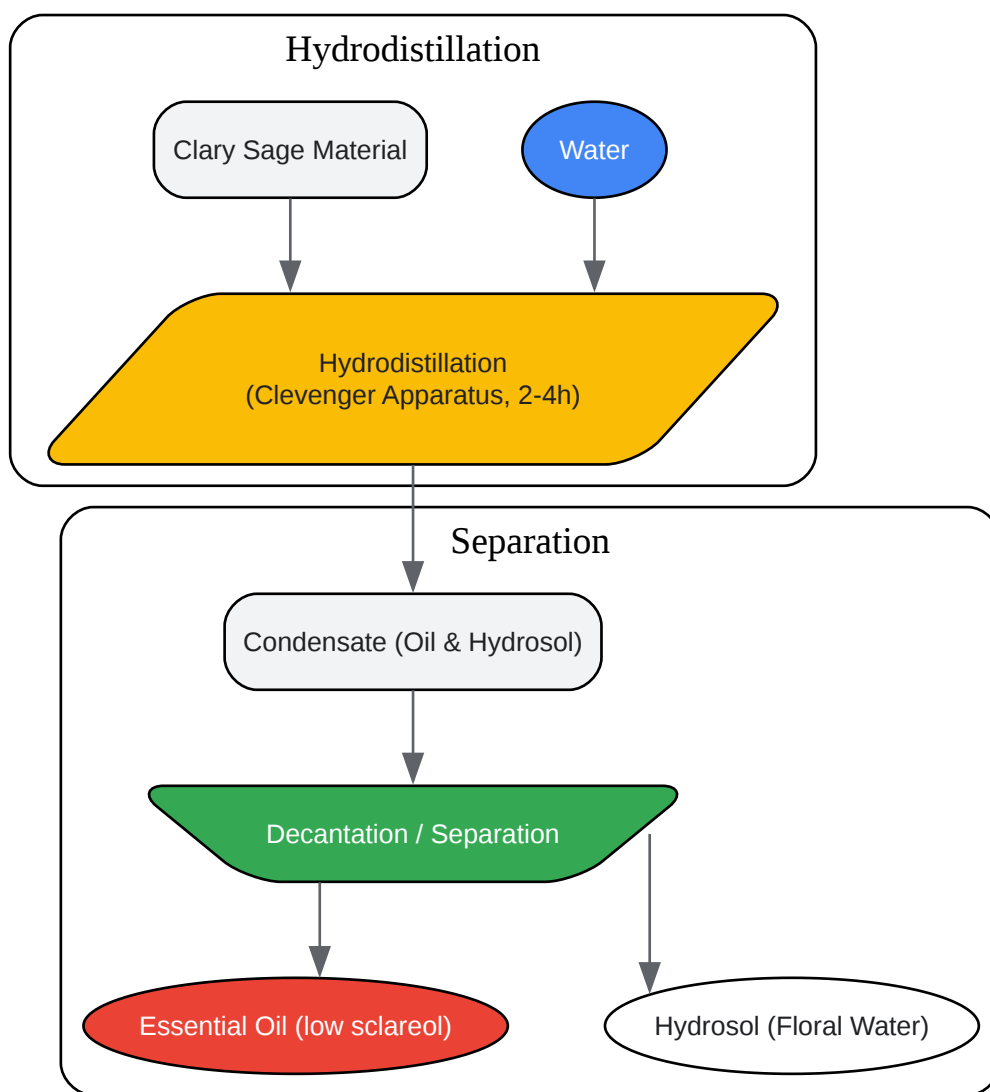 Hydrodistillation
Clary Sage Material
Water
Hydrodistillation
(Clevenger Apparatus, 2-4h)
Separation
Condensate (Oil & Hydrosol)
Decantation / Separation
Essential Oil (low sclareol)
Hydrosol (Floral Water)